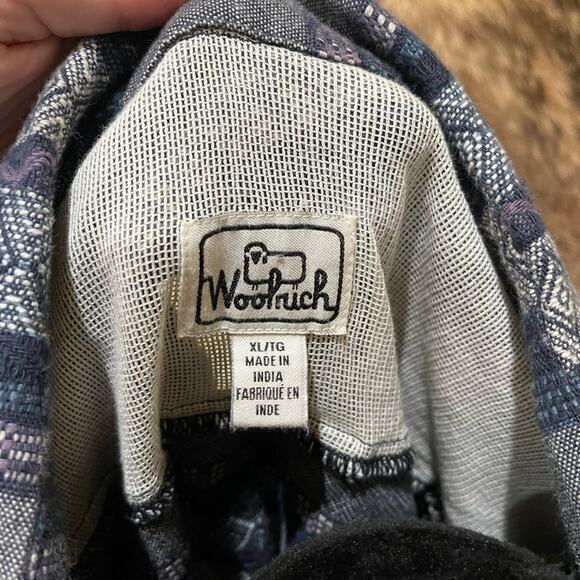 Woolrich
XL/TG
MADE IN
INDIA
FABRIQUÉ EN
INDE